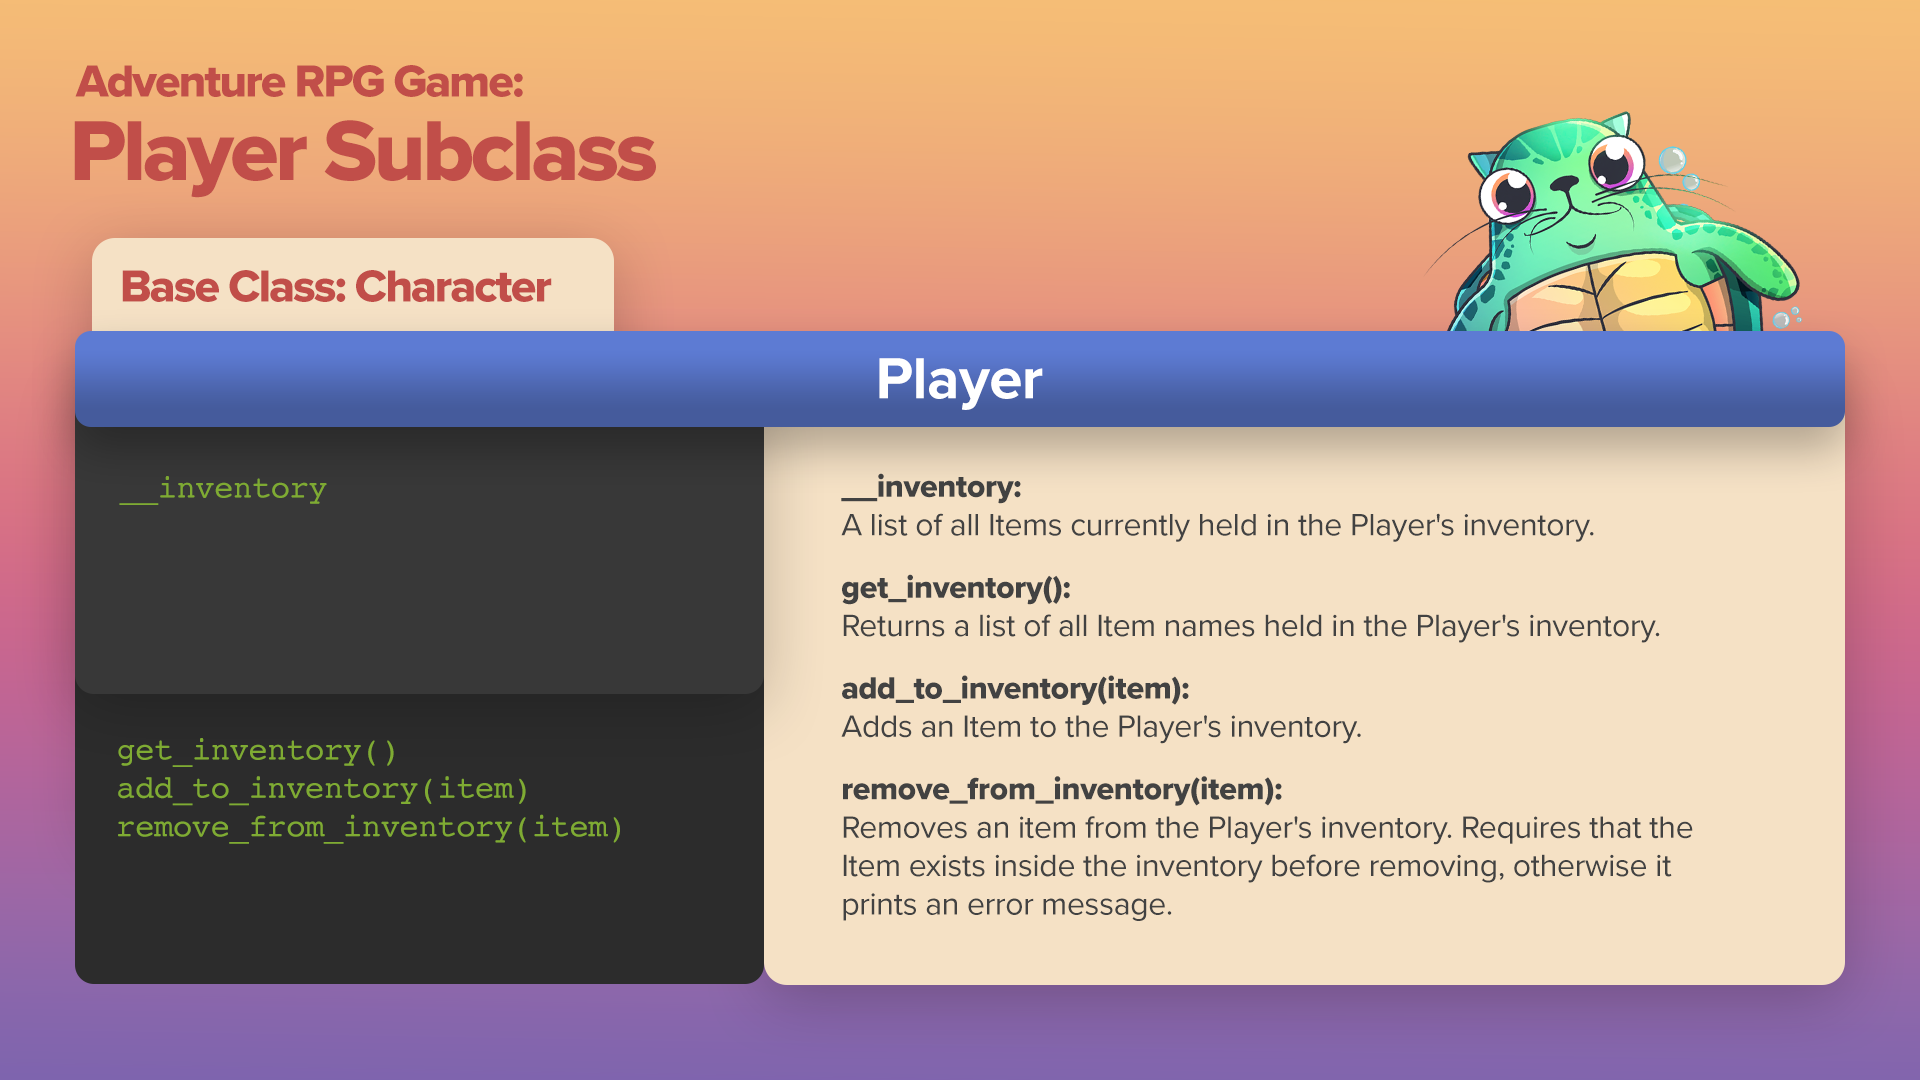 Adventure RPG Game:
Player Subclass
Base Class: Character
Player
__inventory
get_inventory()
add_to_inventory(item)
remove_from_inventory(item)
__inventory:
A list of all Items currently held in the Player's inventory.
get_inventory():
Returns a list of all Item names held in the Player's inventory.
add_to_inventory(item):
Adds an Item to the Player's inventory.
remove_from_inventory(item):
Removes an item from the Player's inventory. Requires that the
Item exists inside the inventory before removing, otherwise it
prints an error message.